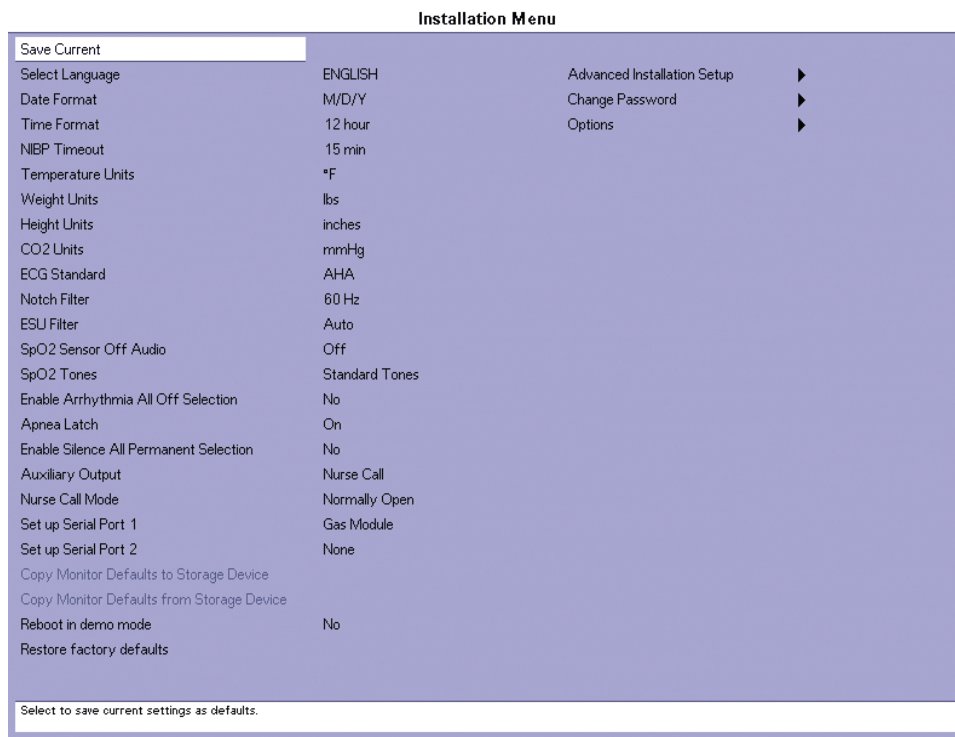 Installation Menu
Save Current
Select Language ENGLISH Advanced Installation Setup
Date Format M/D/Y Change Password
Time Format 12 hour Options
NIBP Timeout 15 min
Temperature Units °F
Weight Units lbs
Height Units inches
CO2 Units mmHg
ECG Standard AHA
Notch Filter 60 Hz
ESU Filter Auto
SpO2 Sensor Off Audio Off
SpO2 Tones Standard Tones
Enable Arrhythmia All Off Selection No
Apnea Latch On
Enable Silence All Permanent Selection No
Auxiliary Output Nurse Call
Nurse Call Mode Normally Open
Set up Serial Port 1 Gas Module
Set up Serial Port 2 None
Copy Monitor Defaults to Storage Device
Copy Monitor Defaults from Storage Device
Reboot in demo mode No
Restore factory defaults
Select to save current settings as defaults.